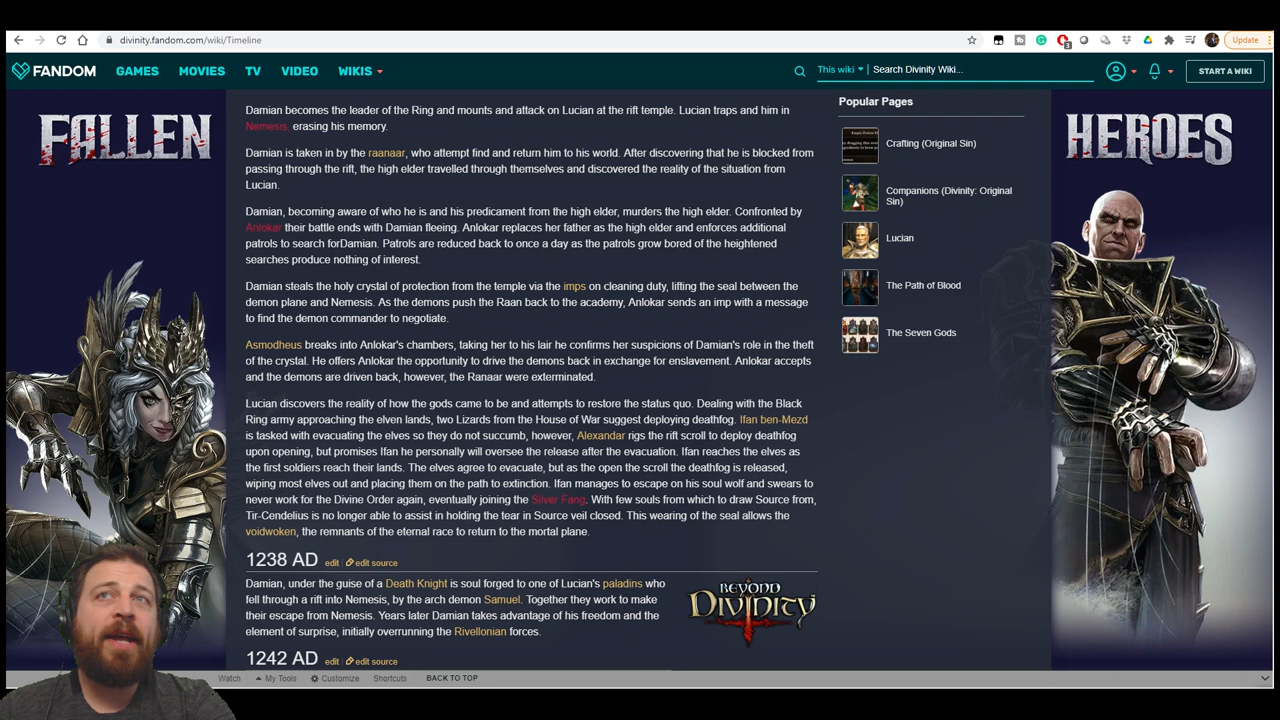 divinity.fandom.com/wiki/Timeline
3
Update
FANDOM GAMES MOVIES TV VIDEO WIKIS
This wiki Search Divinity Wiki...
START A WIKI
FALLEN
HEROES
Damian becomes the leader of the Ring and mounts and attack on Lucian at the rift temple. Lucian traps and him in
Nemesis, erasing his memory.
Damian is taken in by the raanaar, who attempt find and return him to his world. After discovering that he is blocked from
passing through the rift, the high elder travelled through themselves and discovered the reality of the situation from
Lucian.
Damian, becoming aware of who he is and his predicament from the high elder, murders the high elder. Confronted by
Anlokar their battle ends with Damian fleeing. Anlokar replaces her father as the high elder and enforces additional
patrols to search forDamian. Patrols are reduced back to once a day as the patrols grow bored of the heightened
searches produce nothing of interest.
Damian steals the holy crystal of protection from the temple via the imps on cleaning duty, lifting the seal between the
demon plane and Nemesis. As the demons push the Raan back to the academy, Anlokar sends an imp with a message
to find the demon commander to negotiate.
Asmodheus breaks into Anlokar's chambers, taking her to his lair he confirms her suspicions of Damian's role in the theft
of the crystal. He offers Anlokar the opportunity to drive the demons back in exchange for enslavement. Anlokar accepts
and the demons are driven back, however, the Ranaar were exterminated.
Lucian discovers the reality of how the gods came to be and attempts to restore the status quo. Dealing with the Black
Ring army approaching the elven lands, two Lizards from the House of War suggest deploying deathfog. Ifan ben-Mezd
is tasked with evacuating the elves so they do not succumb, however, Alexandar rigs the rift scroll to deploy deathfog
upon opening, but promises Ifan he personally will oversee the release after the evacuation. Ifan reaches the elves as
the first soldiers reach their lands. The elves agree to evacuate, but as the open the scroll the deathfog is released,
wiping most elves out and placing them on the path to extinction. Ifan manages to escape on his soul wolf and swears to
never work for the Divine Order again, eventually joining the Silver Fang. With few souls from which to draw Source from,
Tir-Cendelius is no longer able to assist in holding the tear in Source veil closed. This wearing of the seal allows the
voidwoken, the remnants of the eternal race to return to the mortal plane.
1238 AD edit edit source
Damian, under the guise of a Death Knight is soul forged to one of Lucian's paladins who
fell through a rift into Nemesis, by the arch demon Samuel. Together they work to make
their escape from Nemesis. Years later Damian takes advantage of his freedom and the
element of surprise, initially overrunning the Rivellonian forces.
BEYOND
DIVINITY
1242 AD edit edit source
Popular Pages
Crafting (Original Sin)
Companions (Divinity: Original
Sin)
Lucian
The Path of Blood
The Seven Gods
Watch My Tools Customize Shortcuts BACK TO TOP